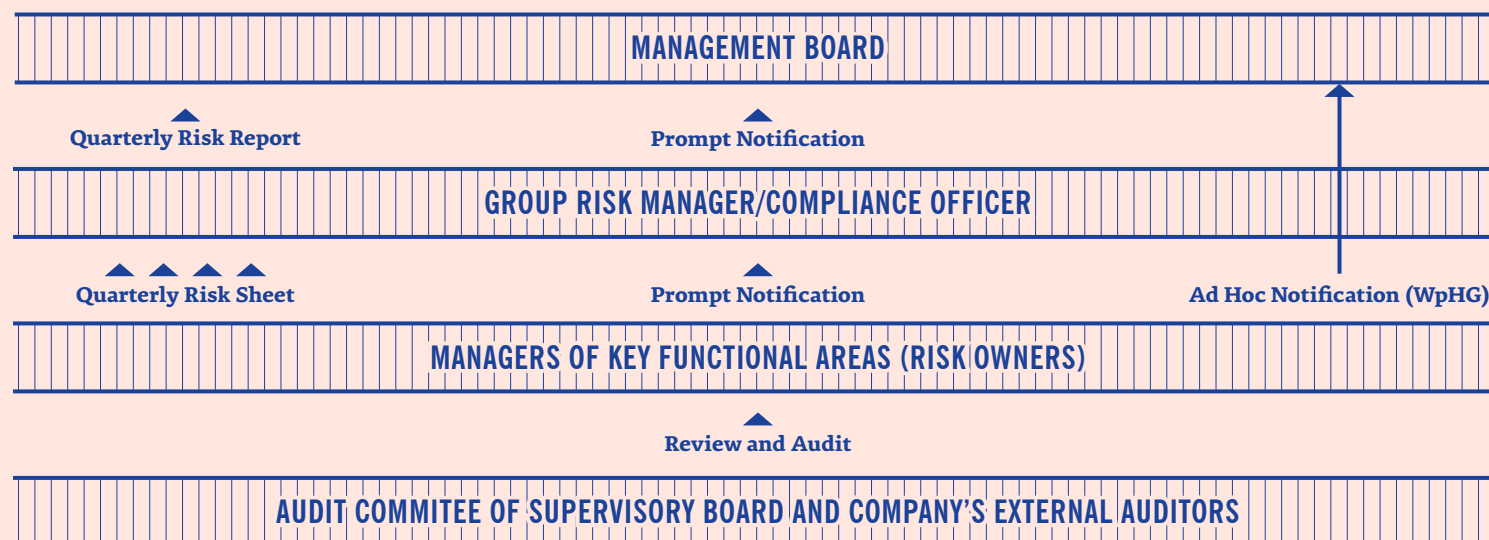 MANAGEMENT BOARD
Quarterly Risk Report
Prompt Notification
GROUP RISK MANAGER/COMPLIANCE OFFICER
Quarterly Risk Sheet
Prompt Notification
Ad Hoc Notification (WpHG)
MANAGERS OF KEY FUNCTIONAL AREAS (RISK OWNERS)
Review and Audit
AUDIT COMMITEE OF SUPERVISORY BOARD AND COMPANY'S EXTERNAL AUDITORS